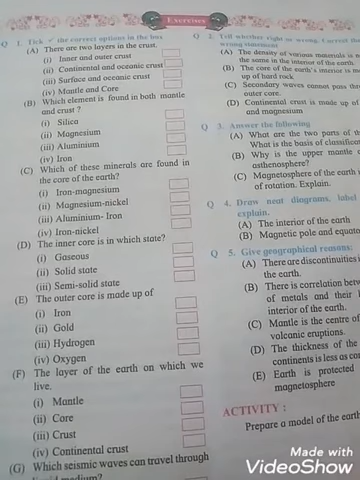 Exercises
Q 1. Tick ✓ the correct options in the box
(A) There are two layers in the crust.
(i) Inner and outer crust
(ii) Continental and oceanic crust
(iii) Surface and oceanic crust
(iv) Mantle and Core
(B) Which element is found in both mantle
and crust ?
(i) Silica
(ii) Magnesium
(iii) Aluminium
(iv) Iron
(C) Which of these minerals are found in
the core of the earth?
(i) Iron-magnesium
(ii) Magnesium-nickel
(iii) Aluminium- Iron
(iv) Iron-nickel
(D) The inner core is in which state?
(i) Gaseous
(ii) Solid state
(iii) Semi-solid state
(E) The outer core is made up of
(i) Iron
(ii) Gold
(iii) Hydrogen
(iv) Oxygen
(F) The layer of the earth on which we
live.
(i) Mantle
(ii) Core
(iii) Crust
(iv) Continental crust
(G) Which seismic waves can travel through
medium?
Q 2. Tell whether right or wrong. Correct the
wrong statement
(A) The density of various materials is
the same in the interior of the earth.
(B) The core of the earth's interior is
up of hard rock
(C) Secondary waves cannot pass
outer core.
(D) Continental crust is made up of
and magnesium
Q 3. Answer the following
(A) What are the two parts of
What is the basis of
(B) Why is the upper mantle
asthenosphere?
(C) Magnetosphere of the earth
of rotation. Explain.
Q 4. Draw neat diagrams, label
explain.
(A) The interior of the earth
(B) Magnetic pole and
Q 5. Give geographical reasons:
(A) There are discontinuities
the earth.
(B) There is correlation
of metals and their
interior of the earth.
(C) Mantle is the centre of
volcanic eruptions.
(D) The thickness of the
continents is less as
(E) Earth is protected
magnetosphere
ACTIVITY :
Prepare a model of the earth
Made with
VideoShow